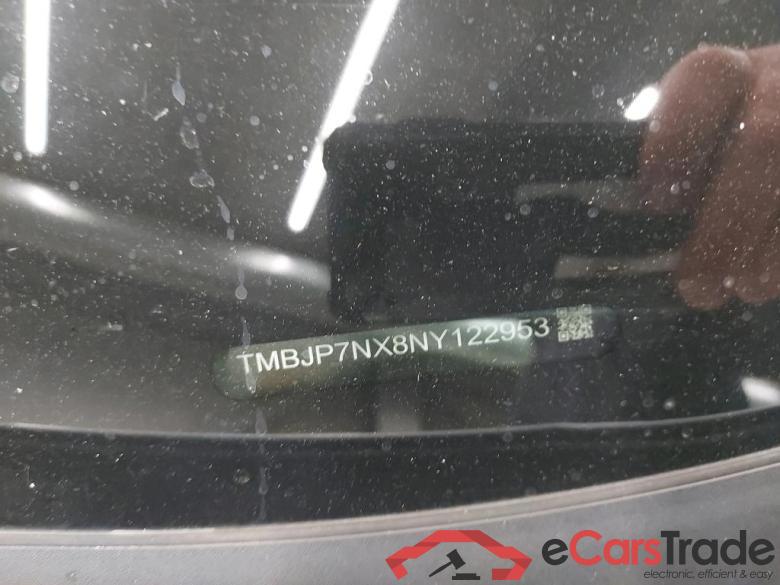 TMBJP7NX8NY122953
eCarsTrade
electronic, efficient & easy